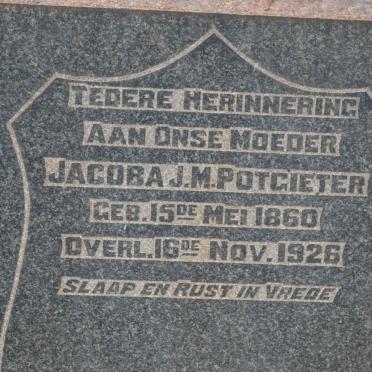 TEDERE HERINNERING
AAN ONSE MOEDER
JACOBA J.M. POTGIETER
GEB. 15DE MEI 1860
OVERL. 16DE NOV. 1926
SLAAP EN RUST IN VREDE